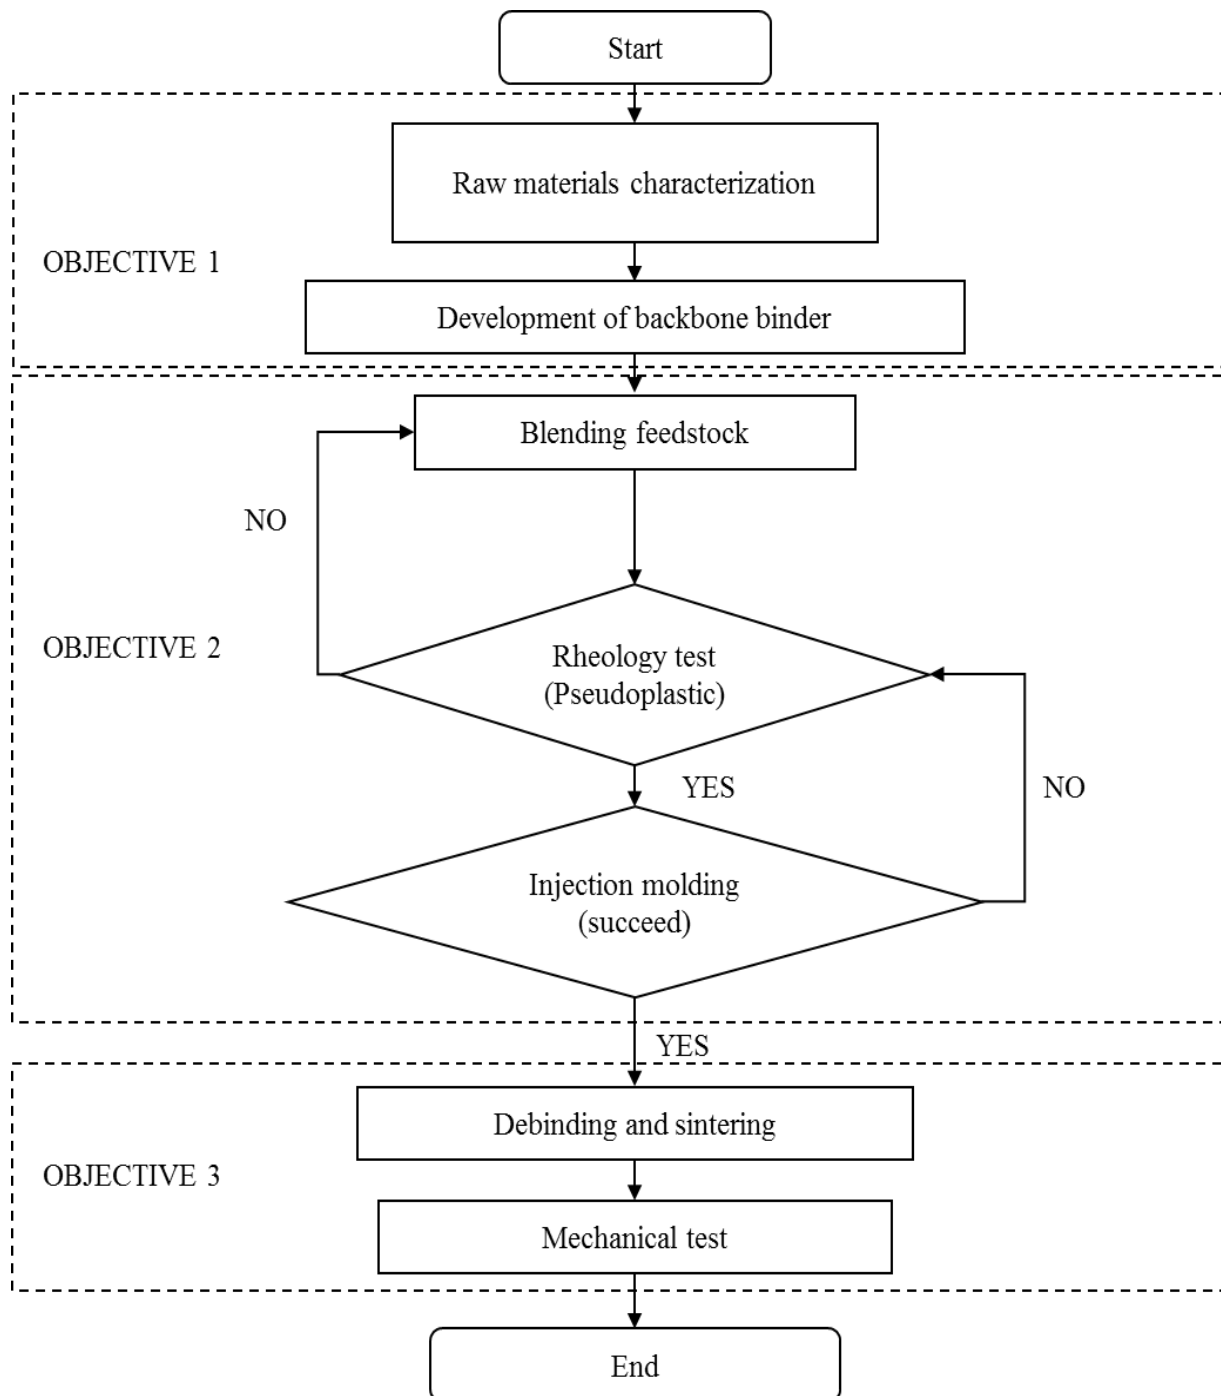 Start
Raw materials characterization
OBJECTIVE 1
Development of backbone binder
Blending feedstock
NO
OBJECTIVE 2
Rheology test
(Pseudoplastic)
YES
NO
Injection molding
(succeed)
YES
Debinding and sintering
OBJECTIVE 3
Mechanical test
End